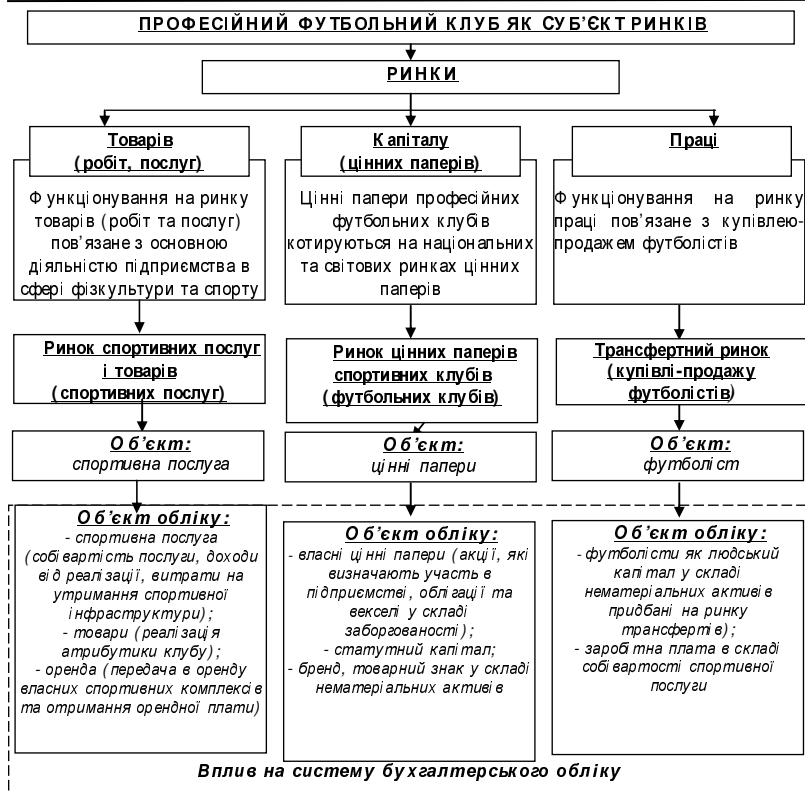 ПРОФЕСІЙНИЙ ФУТБОЛЬНИЙ КЛУБ ЯК СУБ’ЄКТ РИНКІВ
РИНКИ
Товарів
(робіт, послуг)
Функціонування на ринку
товарів (робіт та послуг)
пов’язане з основною
діяльністю підприємства в
сфері фізкультури та спорту
Ринок спортивних послуг
і товарів
(спортивних послуг)
Об’єкт:
спортивна послуга
Об’єкт обліку:
- спортивна послуга
(собівартість послуги, доходи
від реалізації, витрати на
утримання спортивної
інфраструктури);
- товари (реалізація
атрибутики клубу);
- оренда (передача в оренду
власних спортивних комплексів
та отримання орендної плати)
Капіталу
(цінних паперів)
Цінні папери професійних
футбольних клубів
котируються на національних
та світових ринках цінних
паперів
Ринок цінних паперів
спортивних клубів
(футбольних клубів)
Об’єкт:
цінні папери
Об’єкт обліку:
- власні цінні папери (акції, які
визначають участь в
підприємстві, облігації та
векселі у складі
заборгованості);
- статутний капітал;
- бренд, товарний знак у складі
нематеріальних активів
Праці
Функціонування на ринку
праці пов’язане з купівлею-
продажем футболістів
Трансфертний ринок
(купівлі-продажу
футболістів)
Об’єкт:
футболіст
Об’єкт обліку:
- футболісти як людський
капітал у складі
нематеріальних активів
придбані на ринку
трансфертів);
- заробітна плата в складі
собівартості спортивної
послуги
Вплив на систему бухгалтерського обліку